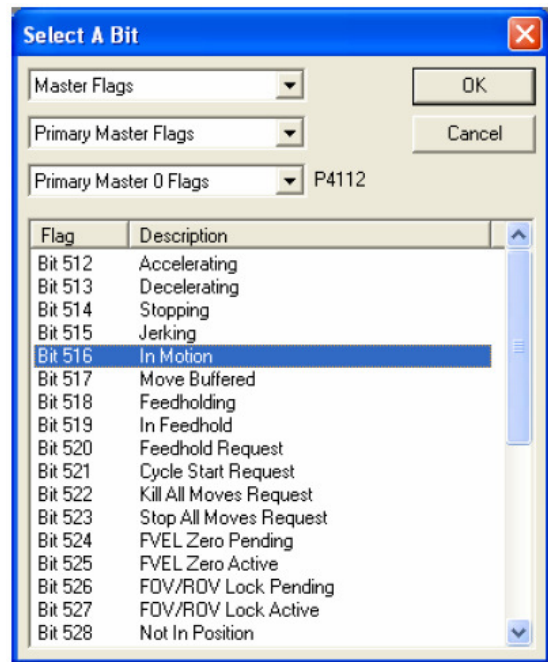 Select A Bit
Master Flags
OK
Primary Master Flags
Cancel
Primary Master 0 Flags P4112
Flag Description
Bit 512 Accelerating
Bit 513 Decelerating
Bit 514 Stopping
Bit 515 Jerking
Bit 516 In Motion
Bit 517 Move Buffered
Bit 518 Feedholding
Bit 519 In Feedhold
Bit 520 Feedhold Request
Bit 521 Cycle Start Request
Bit 522 Kill All Moves Request
Bit 523 Stop All Moves Request
Bit 524 FVEL Zero Pending
Bit 525 FVEL Zero Active
Bit 526 FOV/ROV Lock Pending
Bit 527 FOV/ROV Lock Active
Bit 528 Not In Position